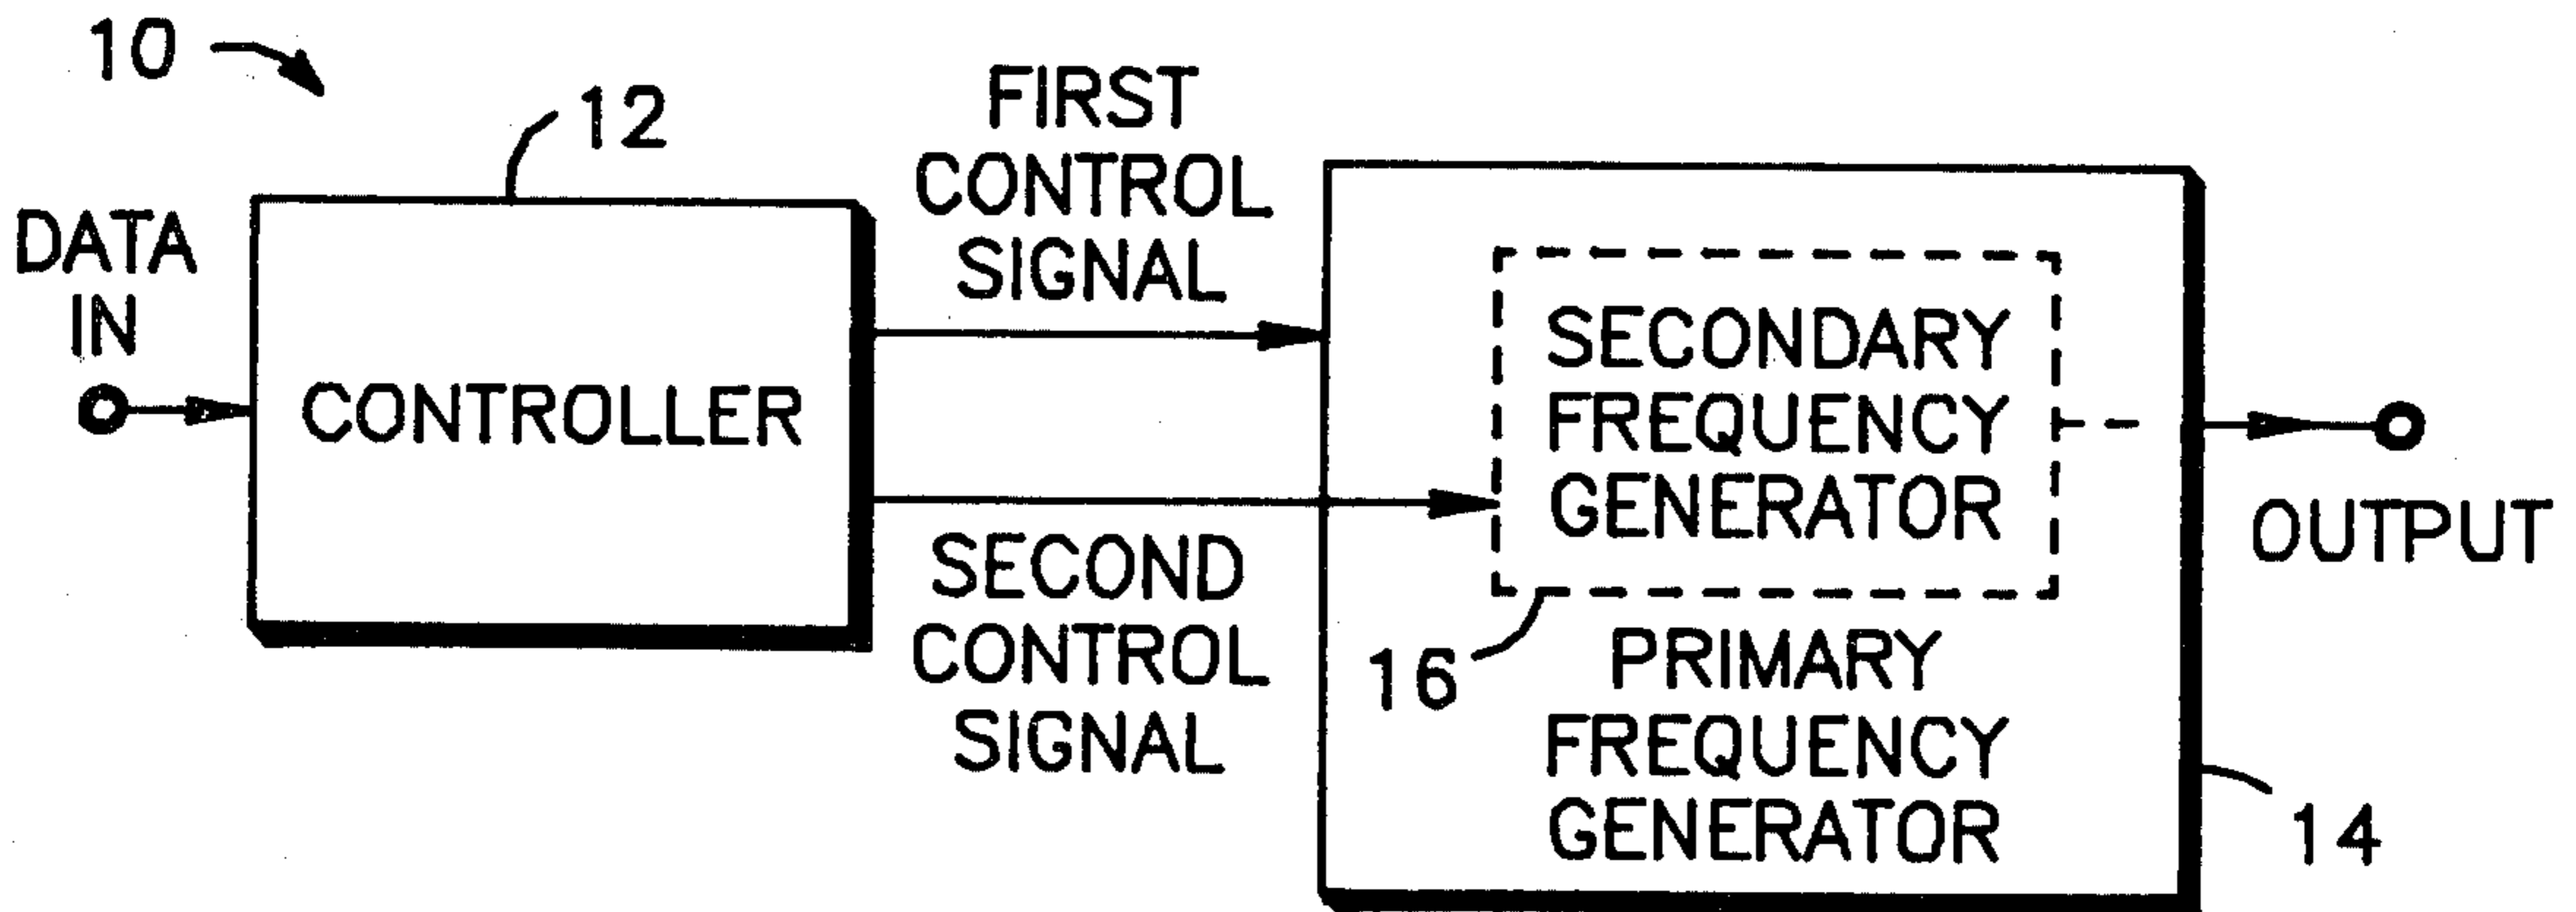 10
12
DATA
IN
CONTROLLER
FIRST
CONTROL
SIGNAL
SECOND
CONTROL
SIGNAL
SECONDARY
FREQUENCY
GENERATOR
16
PRIMARY
FREQUENCY
GENERATOR
14
OUTPUT